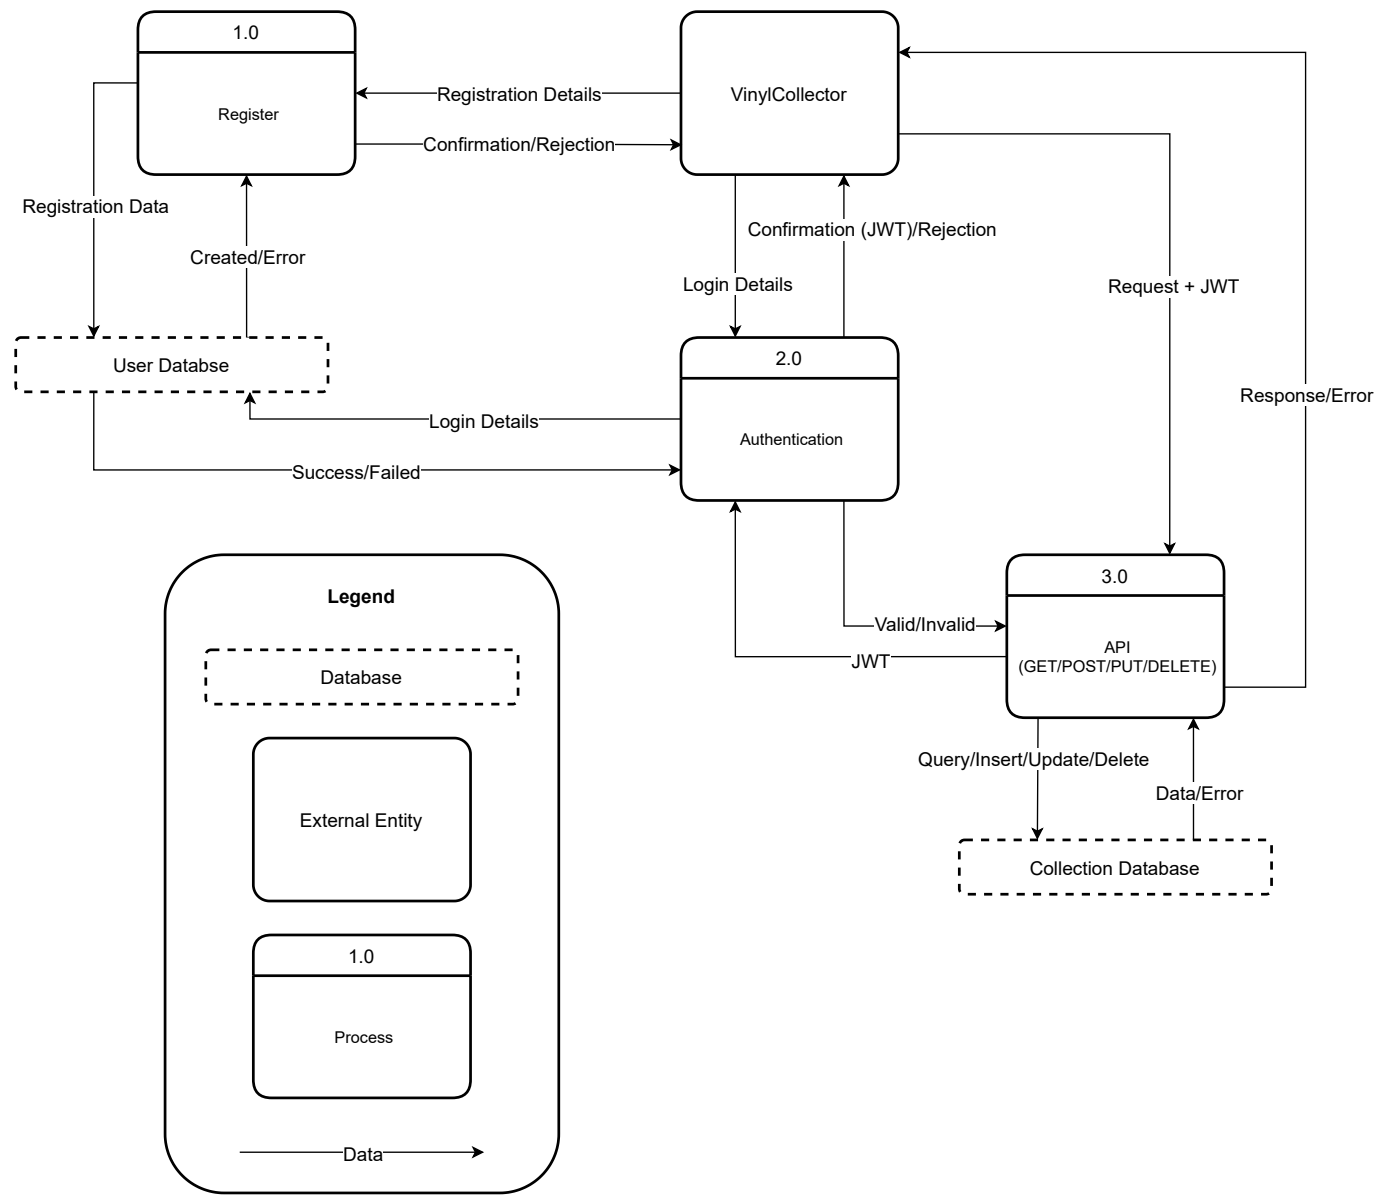 1.0
Register
VinylCollector
Registration Details
Confirmation/Rejection
Registration Data
Created/Error
Confirmation (JWT)/Rejection
Login Details
Request + JWT
User Databse
2.0
Authentication
Response/Error
Login Details
Success/Failed
3.0
API
(GET/POST/PUT/DELETE)
Valid/Invalid
JWT
Query/Insert/Update/Delete
Data/Error
Collection Database
Legend
Database
External Entity
1.0
Process
Data